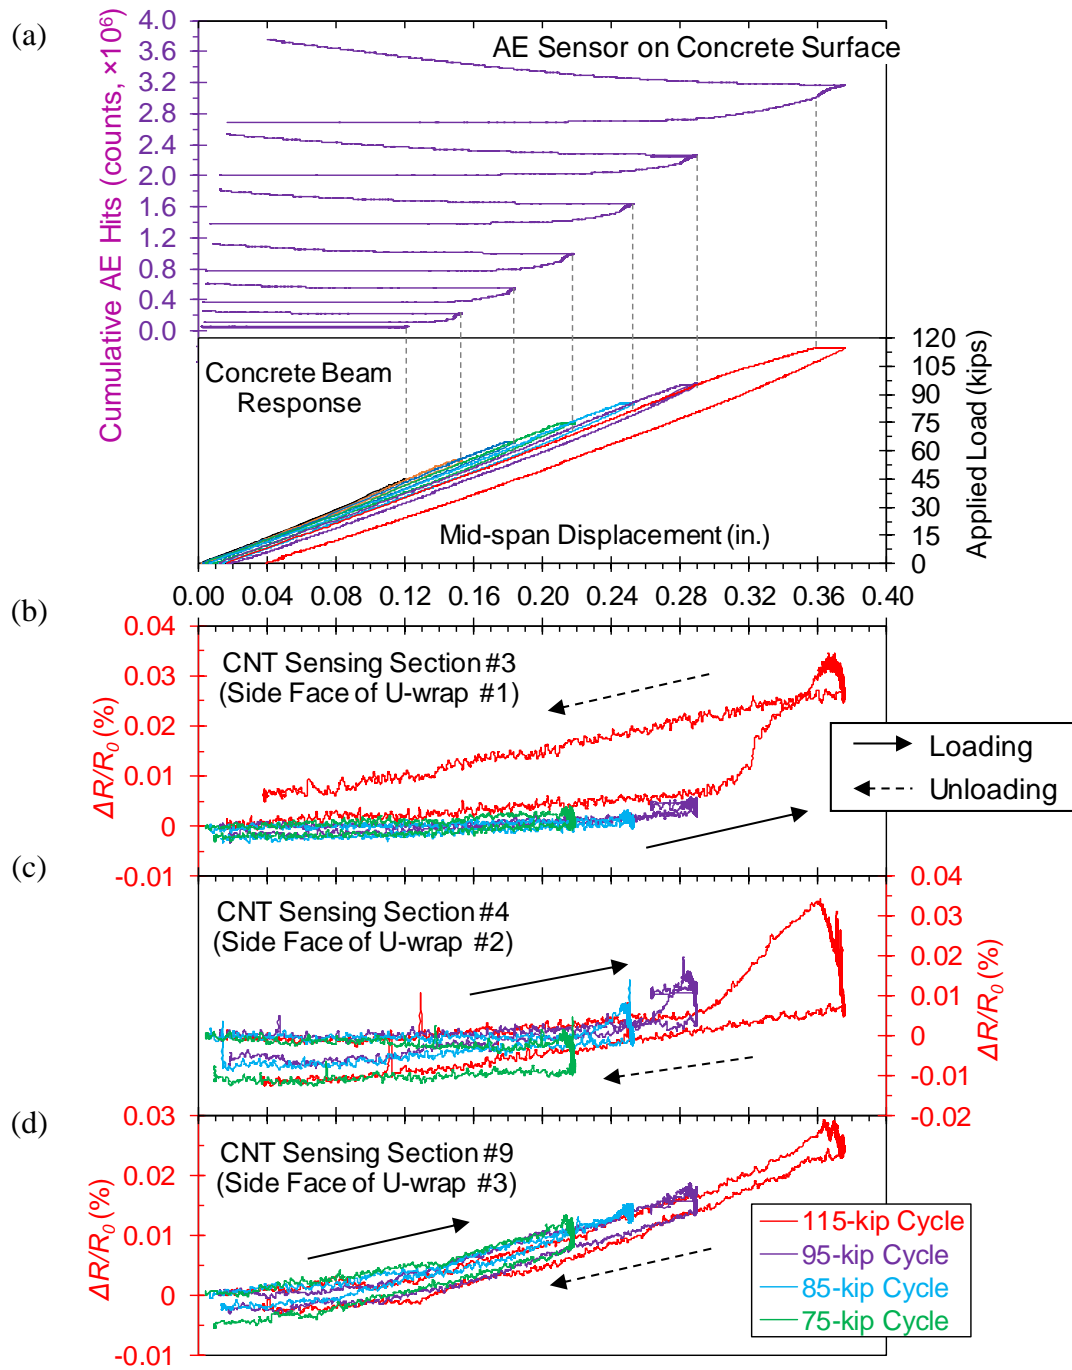 (a)
Cumulative AE Hits (counts, ×10⁶)
4.0
3.6
3.2
2.8
2.4
2.0
1.6
1.2
0.8
0.4
0.0
AE Sensor on Concrete Surface
Concrete Beam
Response
Mid-span Displacement (in.)
120
105
90
75
60
45
30
15
0
Applied Load (kips)
0.00 0.04 0.08 0.12 0.16 0.20 0.24 0.28 0.32 0.36 0.40
(b)
ΔR/R₀ (%)
0.04
0.03
0.02
0.01
0
-0.01
CNT Sensing Section #3
(Side Face of U-wrap #1)
Loading
Unloading
(c)
CNT Sensing Section #4
(Side Face of U-wrap #2)
0.04
0.03
0.02
0.01
0
-0.01
-0.02
ΔR/R₀ (%)
(d)
ΔR/R₀ (%)
0.03
0.02
0.01
0
-0.01
CNT Sensing Section #9
(Side Face of U-wrap #3)
115-kip Cycle
95-kip Cycle
85-kip Cycle
75-kip Cycle